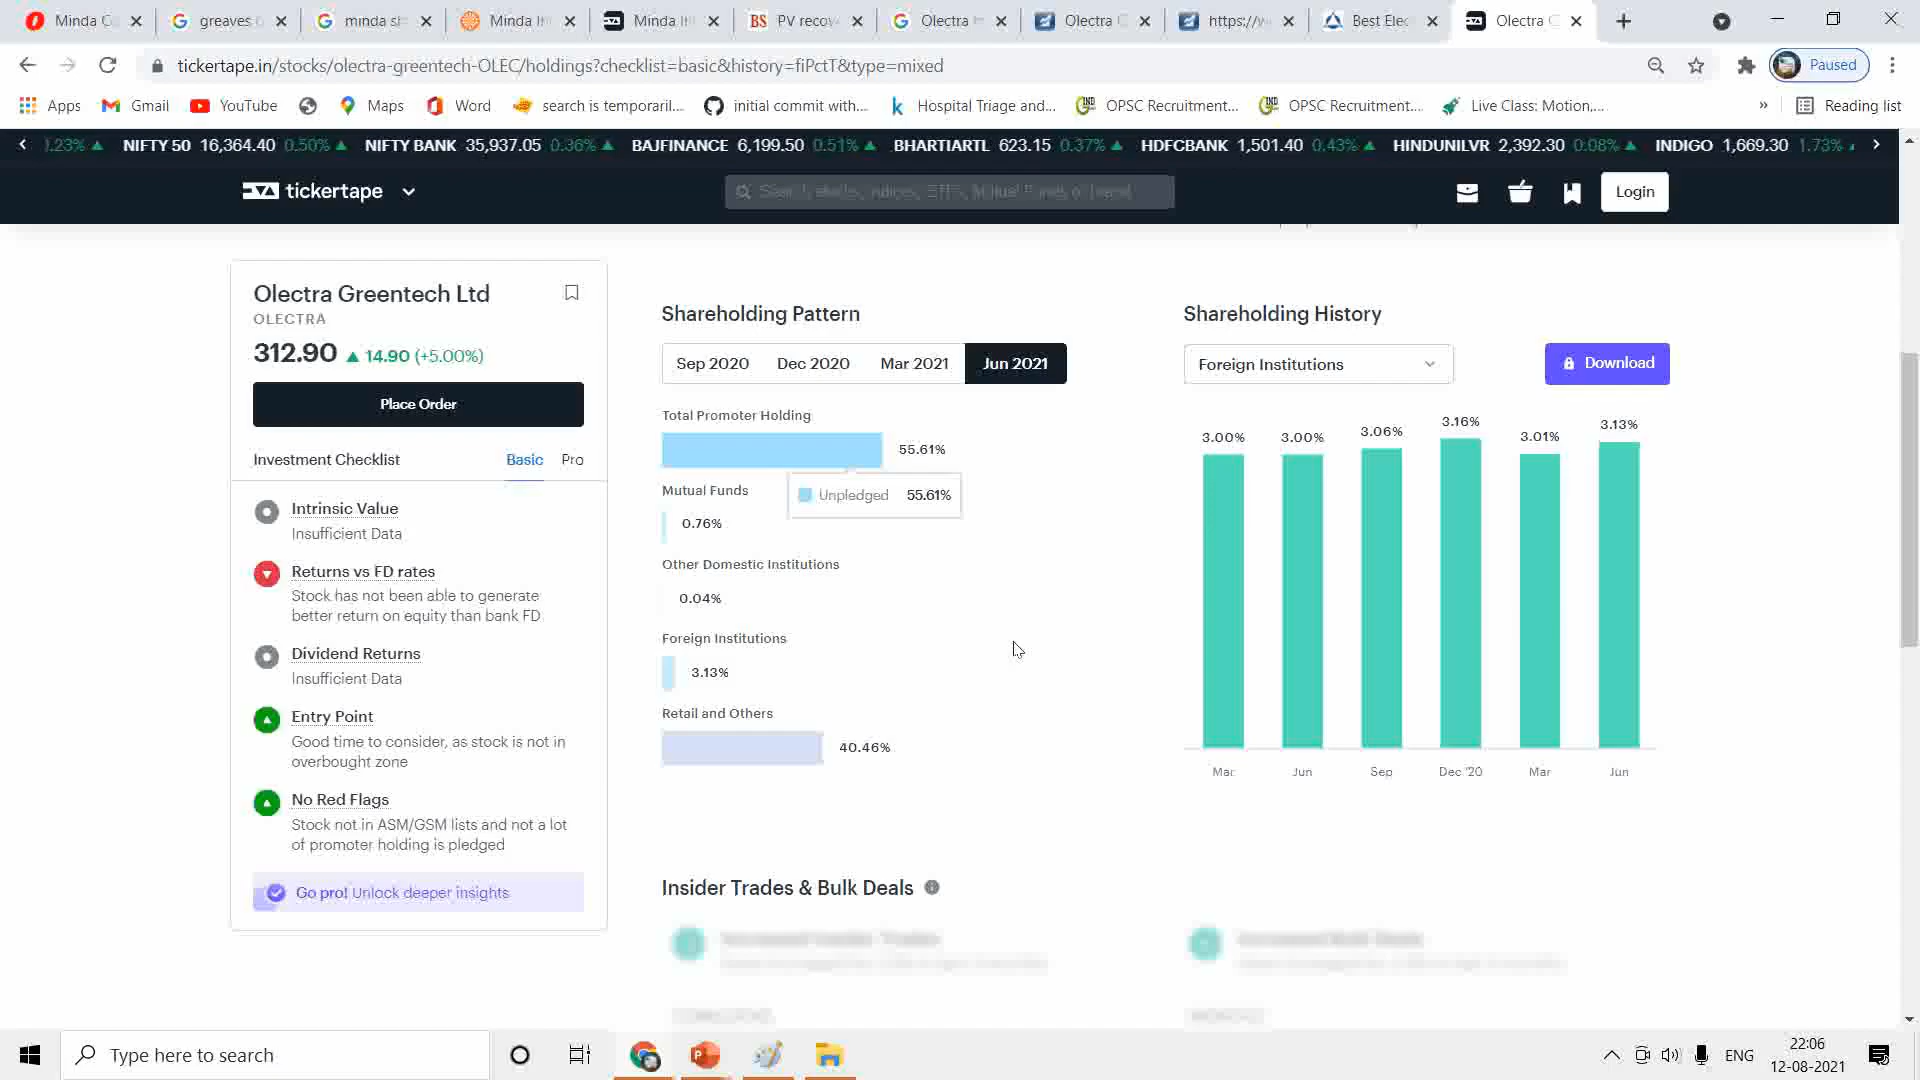 Minda C
greaves
minda s
Minda I
Minda I
BS PV recov
Olectra
Olectra
https://w
Best Elec
Olectra
tickertape.in/stocks/olectra-greentech-OLEC/holdings?checklist=basic&history=fiPctT&type=mixed
Paused
Apps Gmail YouTube Maps Word search is temporaril... initial commit with... Hospital Triage and... OPSC Recruitment... OPSC Recruitment... Live Class: Motion,... » Reading list
.23% NIFTY 50 16,364.40 0.50% NIFTY BANK 35,937.05 0.36% BAJFINANCE 6,199.50 0.51% BHARTIARTL 623.15 0.37% HDFCBANK 1,501.40 0.43% HINDUNILVR 2,392.30 0.08% INDIGO 1,669.30 1.73%
tickertape
Search stocks, indices, ETFs, Mutual Funds or brand
Login
Olectra Greentech Ltd
OLECTRA
312.90 14.90 (+5.00%)
Place Order
Investment Checklist Basic Pro
Intrinsic Value
Insufficient Data
Returns vs FD rates
Stock has not been able to generate
better return on equity than bank FD
Dividend Returns
Insufficient Data
Entry Point
Good time to consider, as stock is not in
overbought zone
No Red Flags
Stock not in ASM/GSM lists and not a lot
of promoter holding is pledged
Go pro! Unlock deeper insights
Shareholding Pattern
Sep 2020 Dec 2020 Mar 2021 Jun 2021
Total Promoter Holding
55.61%
Unpledged 55.61%
Mutual Funds
0.76%
Other Domestic Institutions
0.04%
Foreign Institutions
3.13%
Retail and Others
40.46%
Shareholding History
Foreign Institutions
Download
3.00% 3.00% 3.06% 3.16% 3.01% 3.13%
Mar Jun Sep Dec '20 Mar Jun
Insider Trades & Bulk Deals
Type here to search
ENG
22:06
12-08-2021